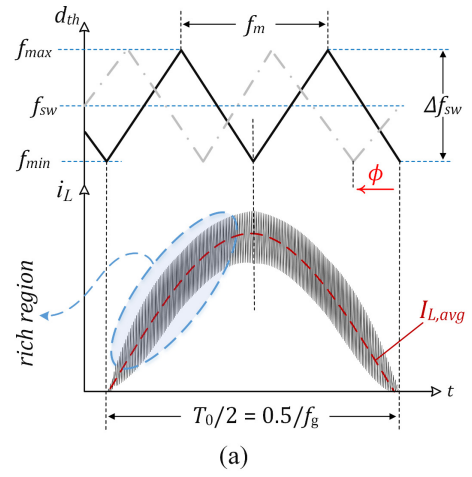 d_th
f_m
f_max
f_sw
Δf_sw
f_min
ϕ
i_L
rich region
I_L,avg
t
T_0/2 = 0.5/f_g
(a)